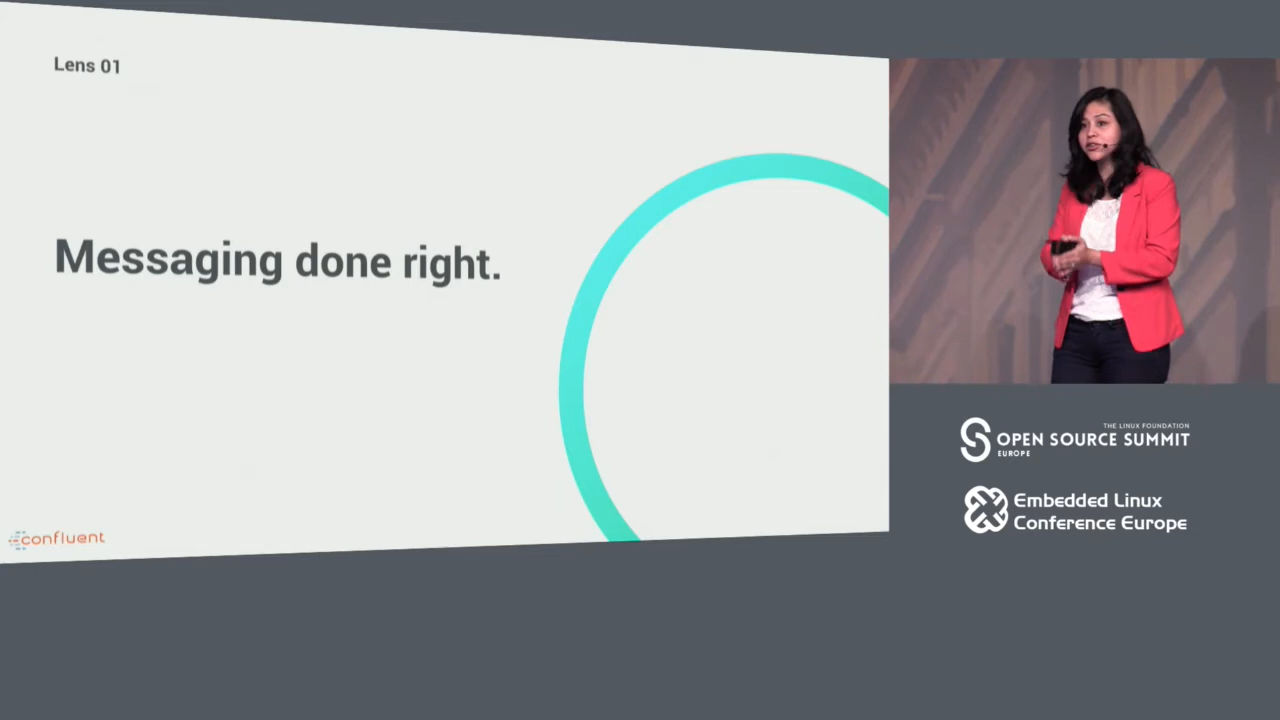 Lens 01
Messaging done right.
confluent
THE LINUX FOUNDATION
OPEN SOURCE SUMMIT
EUROPE
Embedded Linux
Conference Europe